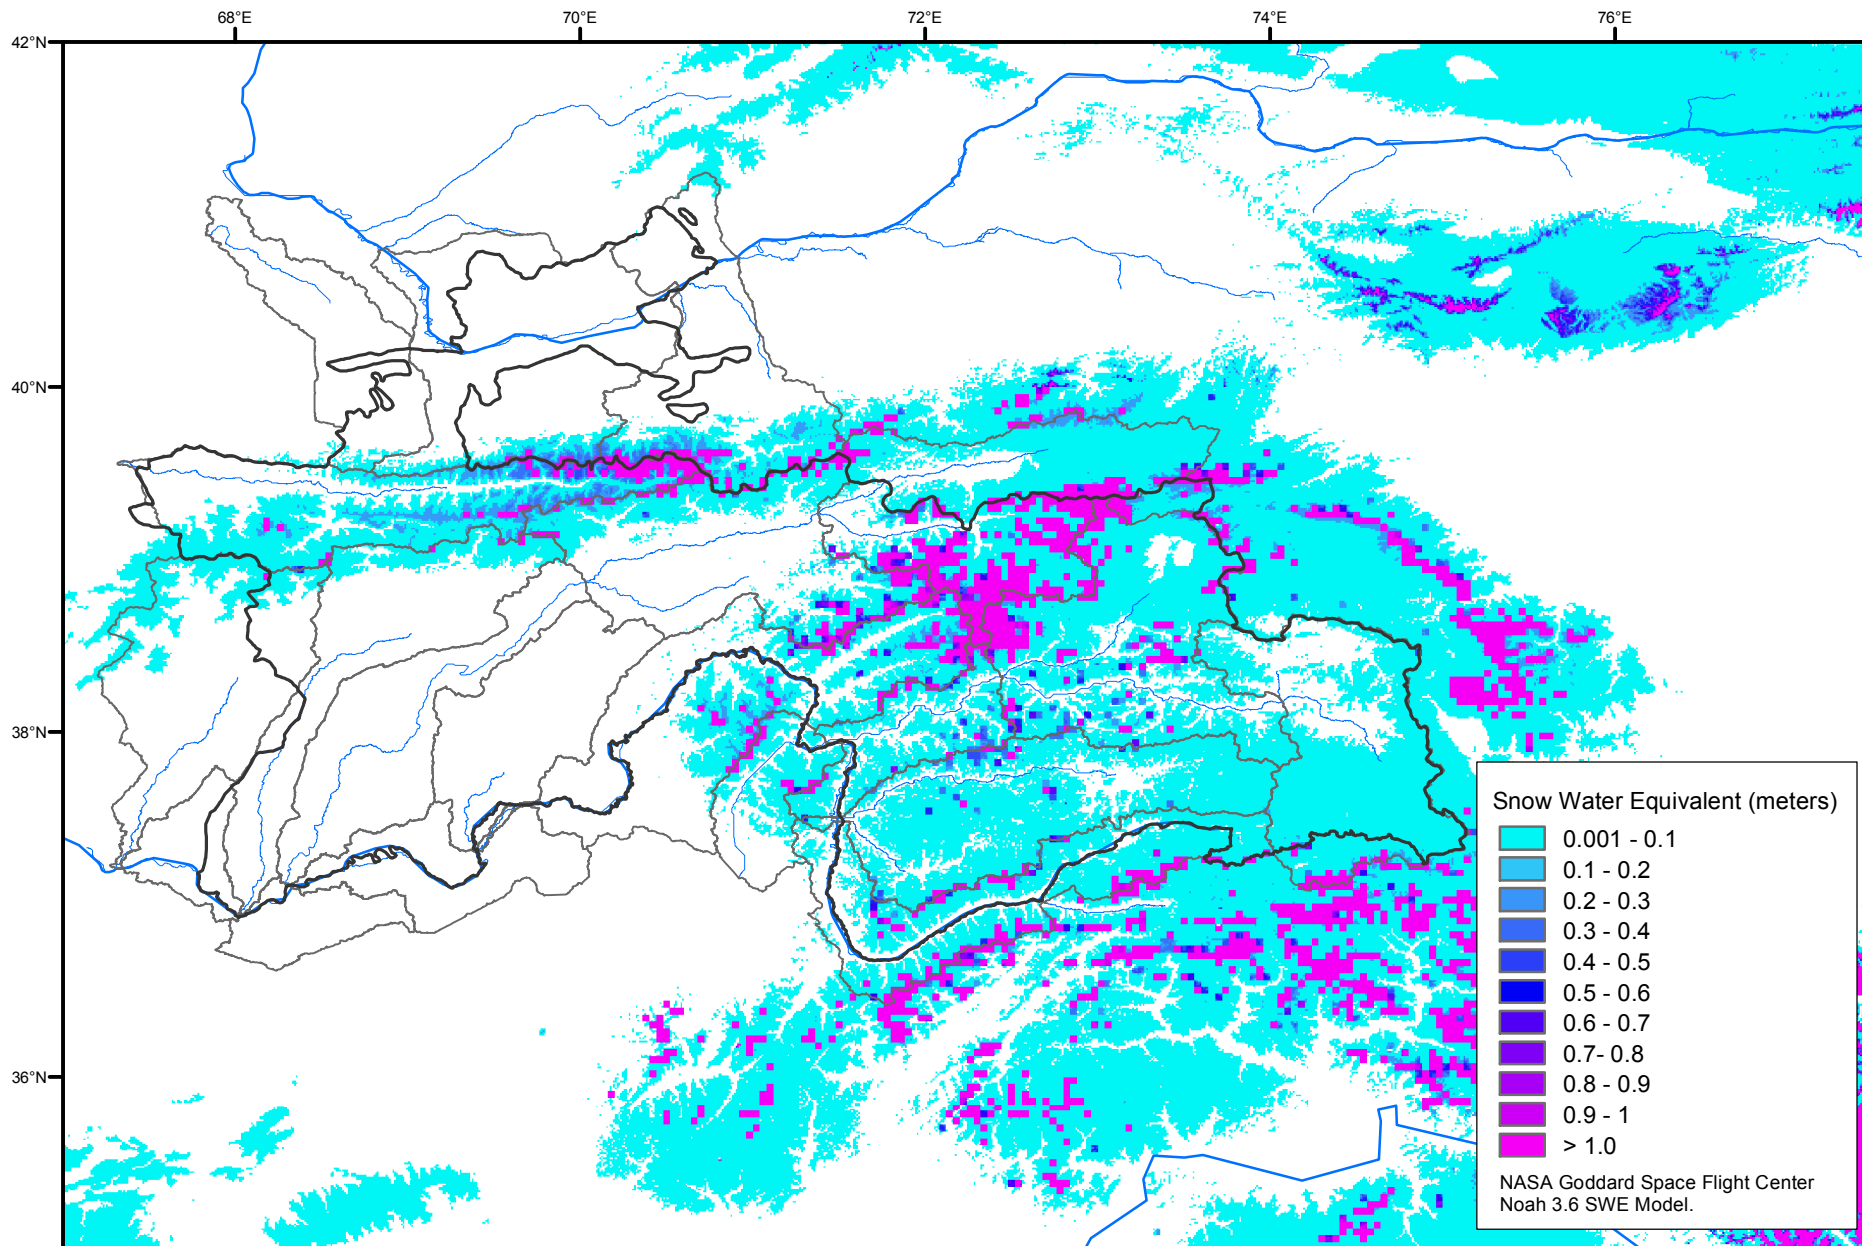 68°E 70°E 72°E 74°E 76°E
42°N
40°N
38°N
36°N
Snow Water Equivalent (meters)
0.001 - 0.1
0.1 - 0.2
0.2 - 0.3
0.3 - 0.4
0.4 - 0.5
0.5 - 0.6
0.6 - 0.7
0.7- 0.8
0.8 - 0.9
0.9 - 1
> 1.0
NASA Goddard Space Flight Center
Noah 3.6 SWE Model.